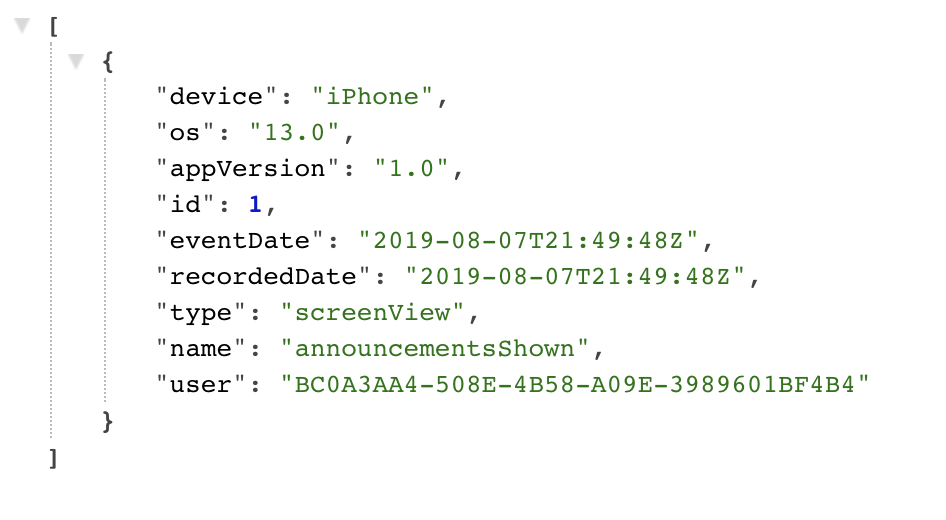 [
{
"device": "iPhone",
"os": "13.0",
"appVersion": "1.0",
"id": 1,
"eventDate": "2019-08-07T21:49:48Z",
"recordedDate": "2019-08-07T21:49:48Z",
"type": "screenView",
"name": "announcementsShown",
"user": "BC0A3AA4-508E-4B58-A09E-3989601BF4B4"
}
]